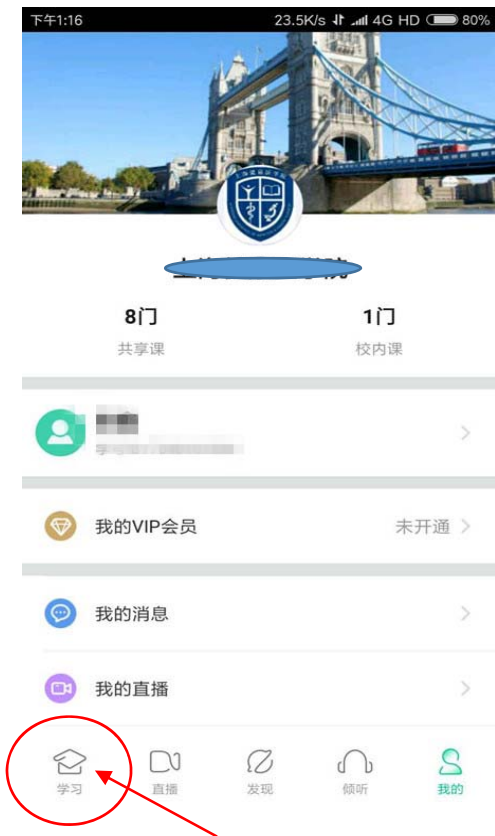 下午1:16 23.5K/s 4G HD 80%
8门 1门
共享课 校内课
我的VIP会员 未开通
我的消息
我的直播
学习 直播 发现 倾听 我的